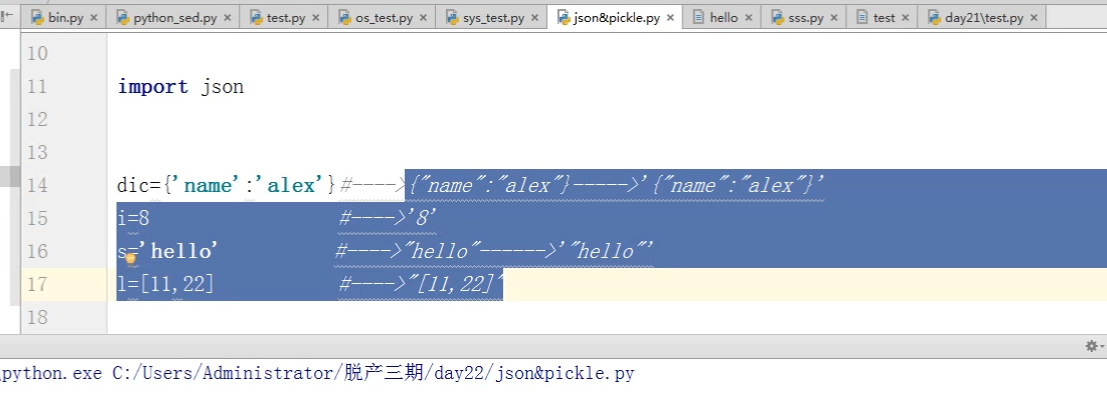 bin.py python_sed.py test.py os_test.py sys_test.py json&pickle.py hello sss.py test day21\test.py
10
11 import json
12
13
14 dic={'name':'alex'}#---->{"name":"alex"}----->'{"name":"alex"}'
15 i=8 #---->'8'
16 s='hello' #---->"hello"------>'"hello"'
17 l=[11,22] #---->"[11,22]"
18
\python.exe C:/Users/Administrator/脱产三期/day22/json&pickle.py